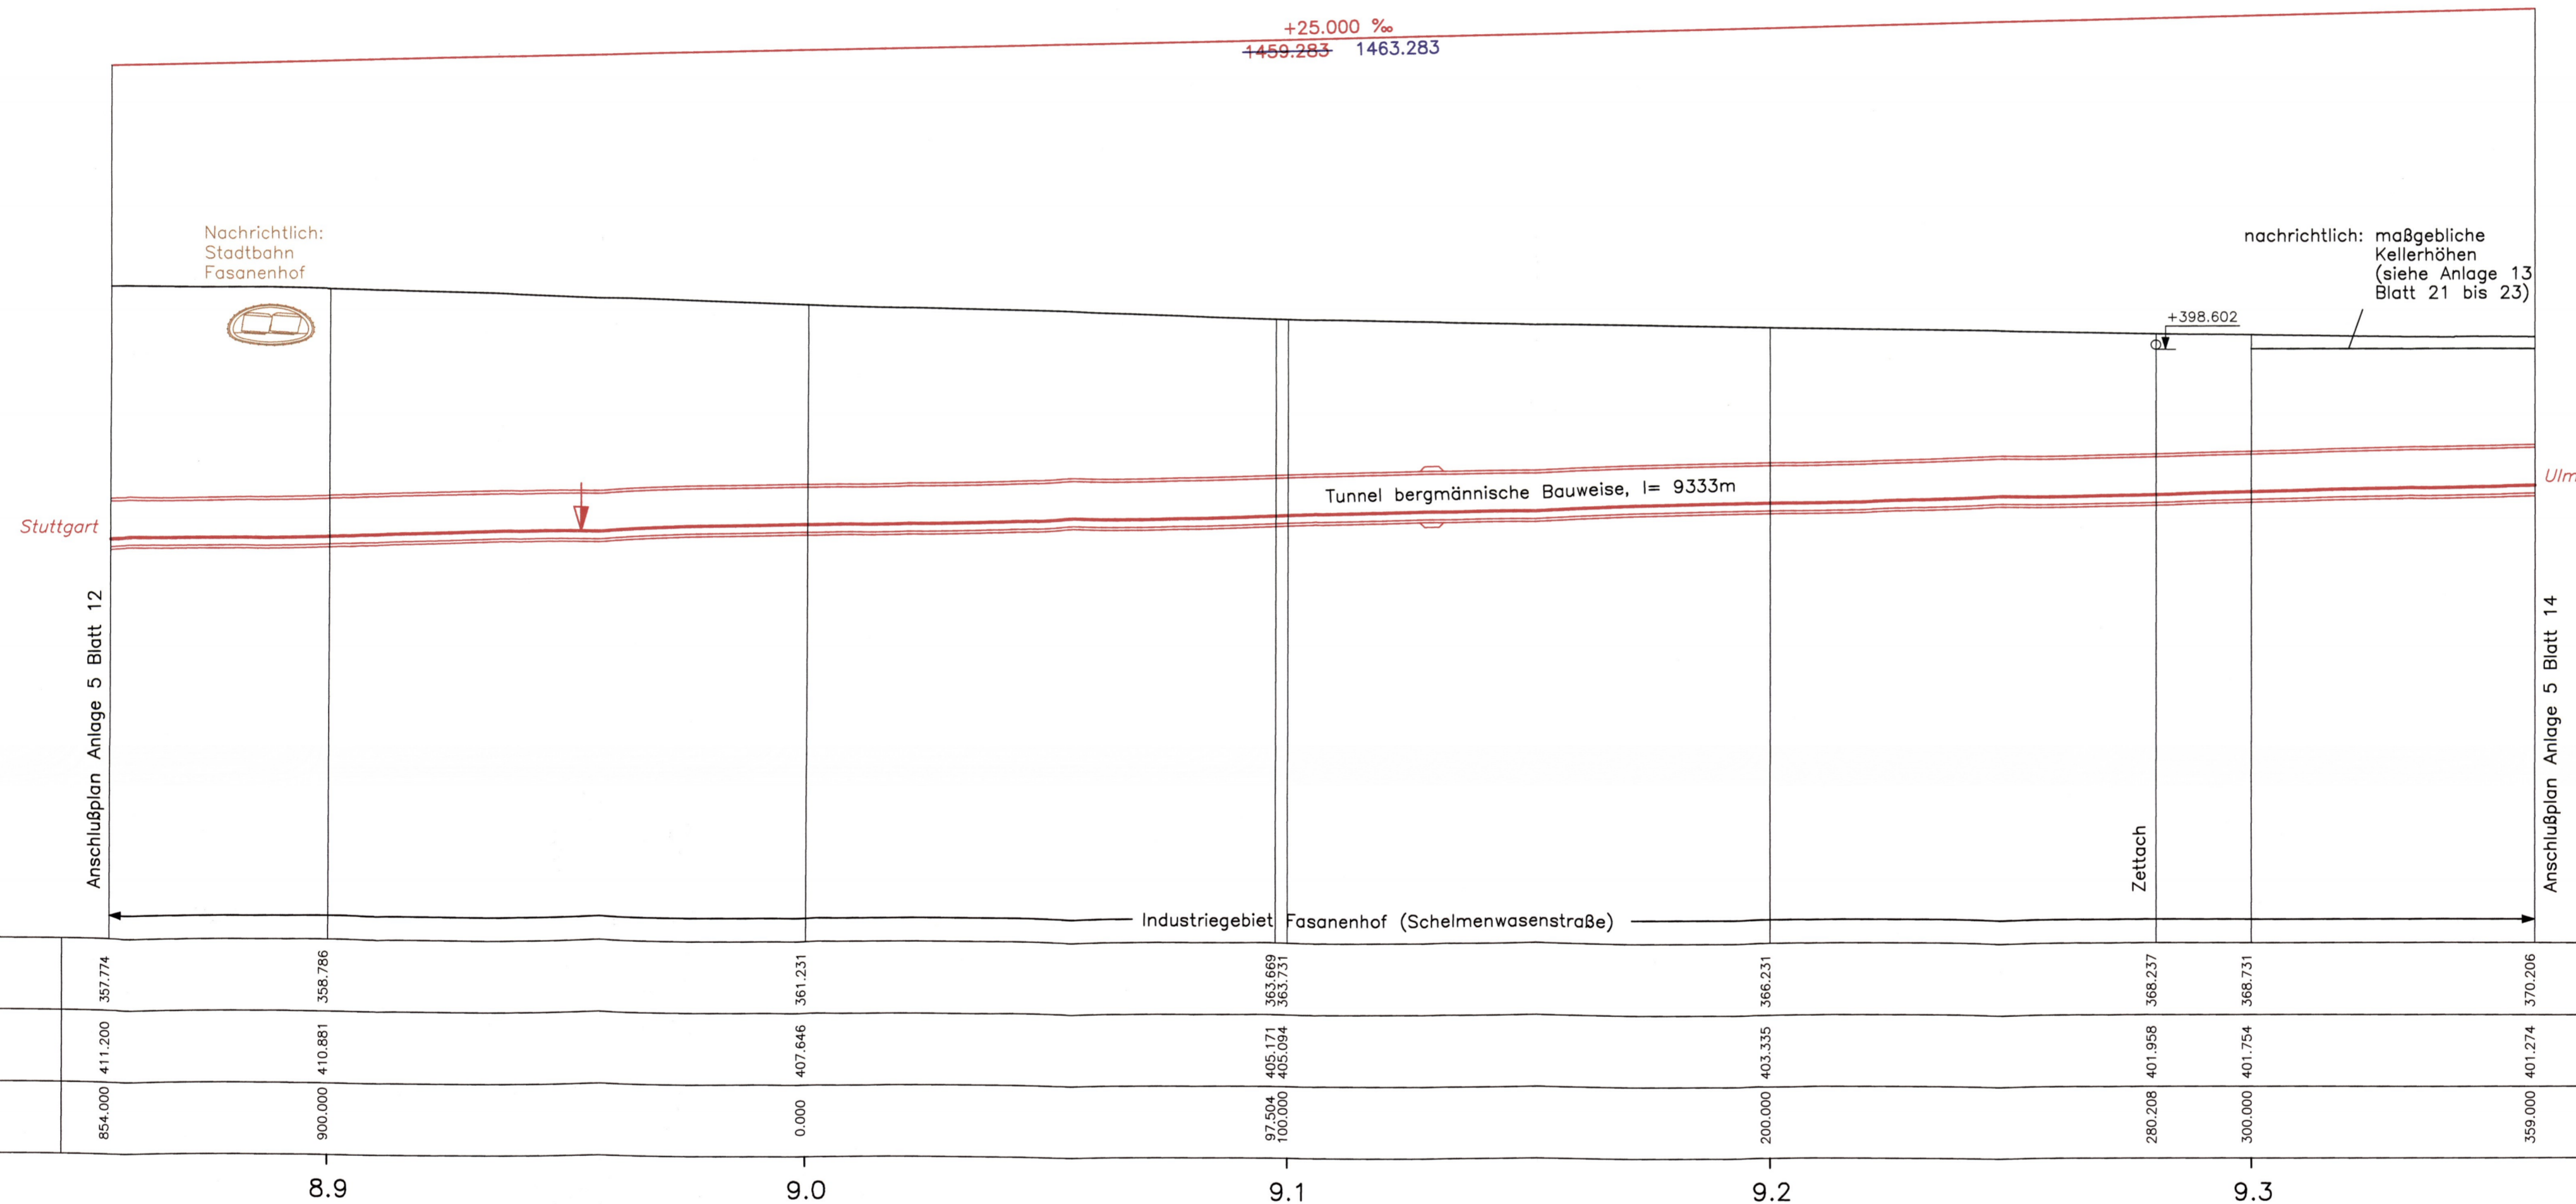 +25.000 ‰
1459.283 1463.283
Nachrichtlich:
Stadtbahn
Fasanenhof
nachrichtlich: maßgebliche
Kellerhöhen
(siehe Anlage 13
Blatt 21 bis 23)
+398.602
Stuttgart
Ulm
Tunnel bergmännische Bauweise, l= 9333m
Anschlußplan Anlage 5 Blatt 12
Zettach
Anschlußplan Anlage 5 Blatt 14
Industriegebiet Fasanenhof (Schelmenwasenstraße)
357.774 358.786 361.231 363.669 363.731 366.231 368.237 368.731 370.206
411.200 410.881 407.646 405.171 405.094 403.335 401.958 401.754 401.274
854.000 900.000 0.000 97.504 100.000 200.000 280.208 300.000 359.000
8.9 9.0 9.1 9.2 9.3